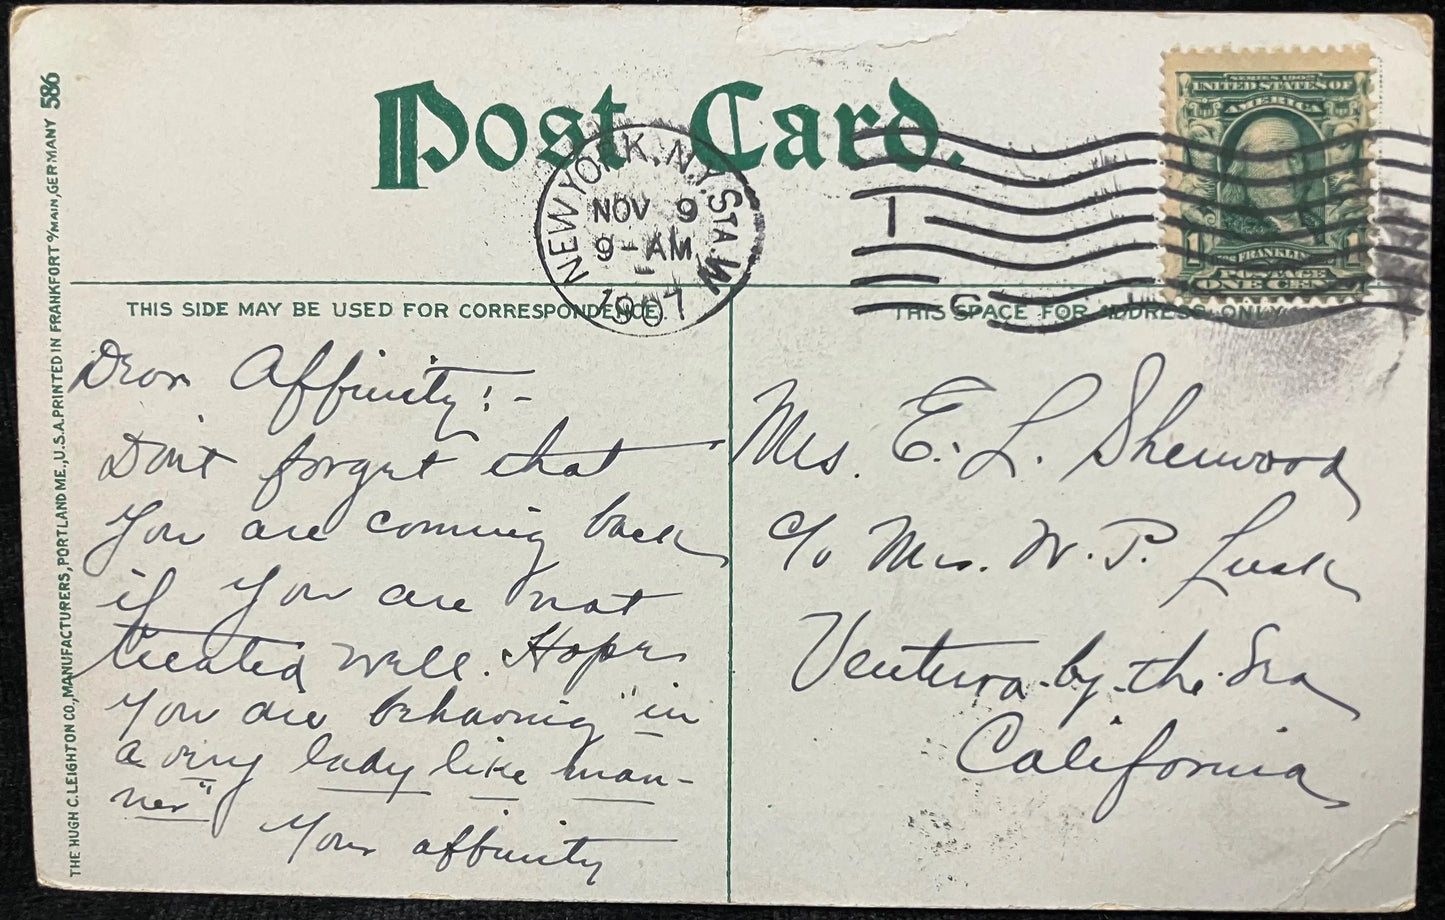 Post Card.
NEW YORK, N.Y. STA. W
NOV 9
9 - AM
1907
1
SERIES 1902
UNITED STATES OF
AMERICA
1 FRANKLIN 1
POSTAGE
ONE CENT
THIS SIDE MAY BE USED FOR CORRESPONDENCE
THIS SPACE FOR ADDRESS ONLY
THE HUGH C. LEIGHTON CO., MANUFACTURERS, PORTLAND ME., U.S.A. PRINTED IN FRANKFORT o/MAIN, GERMANY 586
Dear Affinity: -
Don't forget that
you are coming back
if you are not
treated well. Hope
you are behaving "in
a very lady like man-
ner"
Your affinity
Mrs. E. L. Sherwood
c/o Mrs. W. P. Lusk
Ventura-by-the-Sea
California